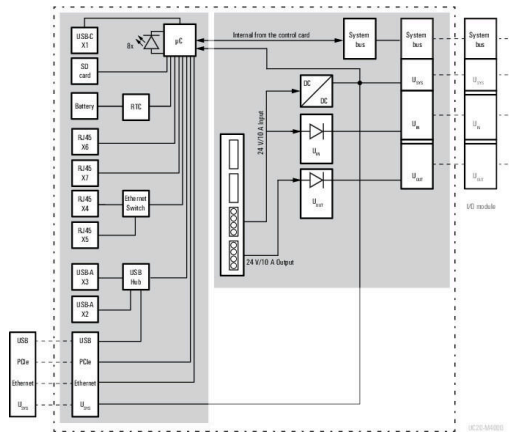 USB-C
X1
SD
card
Battery
RTC
RJ45
X6
RJ45
X7
RJ45
X4
RJ45
X5
Ethernet
Switch
USB-A
X3
USB
Hub
USB-A
X2
USB
PCIe
Ethernet
U SYS
USB
PCIe
Ethernet
U SYS
8x
µC
Internal from the control card
System
bus
DC
DC
24 V/10 A Input
U IN
U OUT
24 V/10 A Output
System
bus
U SYS
U IN
U OUT
System
bus
U SYS
U IN
U OUT
I/O module